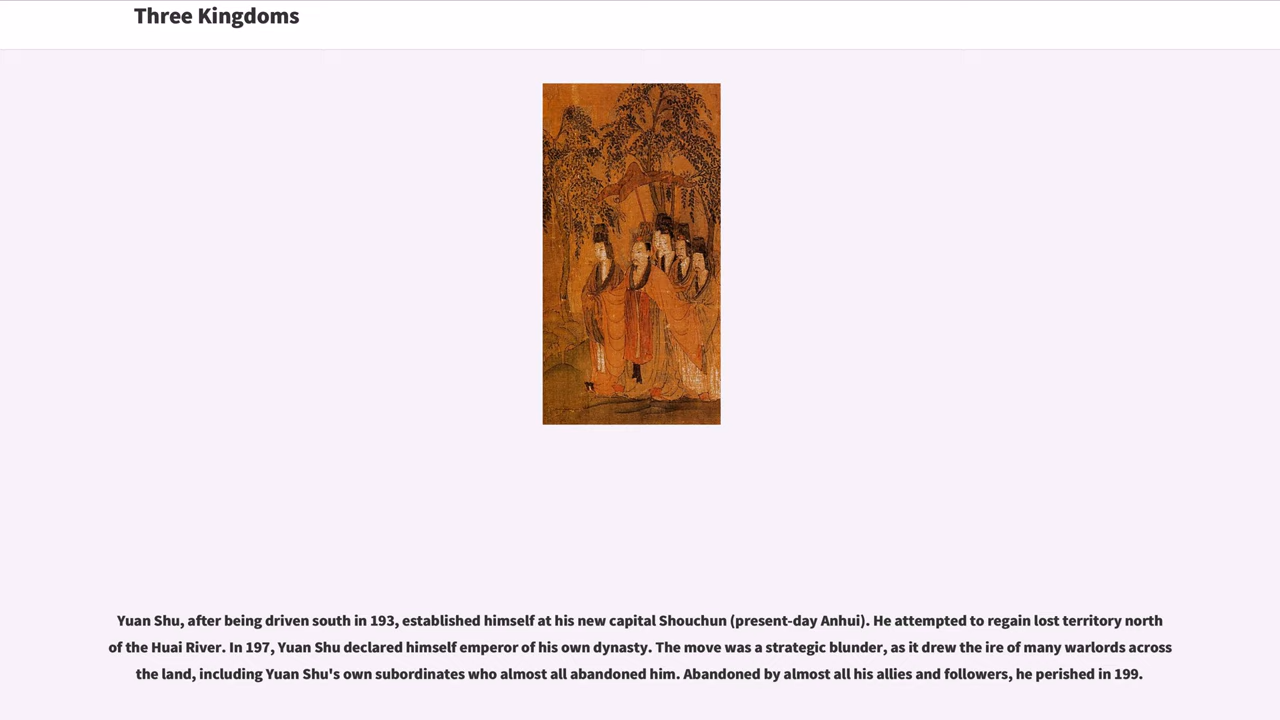 Three Kingdoms
Yuan Shu, after being driven south in 193, established himself at his new capital Shouchun (present-day Anhui). He attempted to regain lost territory north
of the Huai River. In 197, Yuan Shu declared himself emperor of his own dynasty. The move was a strategic blunder, as it drew the ire of many warlords across
the land, including Yuan Shu's own subordinates who almost all abandoned him. Abandoned by almost all his allies and followers, he perished in 199.